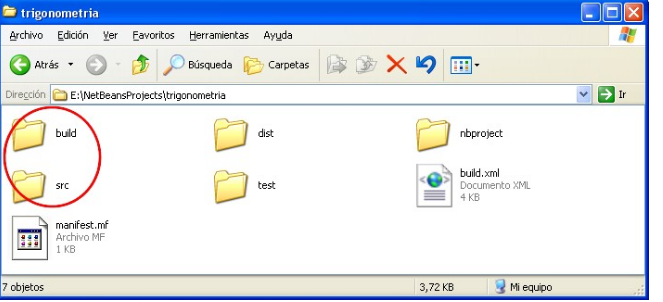 trigonometria
Archivo Edición Ver Favoritos Herramientas Ayuda
Atrás Búsqueda Carpetas
Dirección E:\NetBeansProjects\trigonometria Ir
build dist nbproject
src test build.xml
Documento XML
4 KB
manifest.mf
Archivo MF
1 KB
7 objetos 3,72 KB Mi equipo